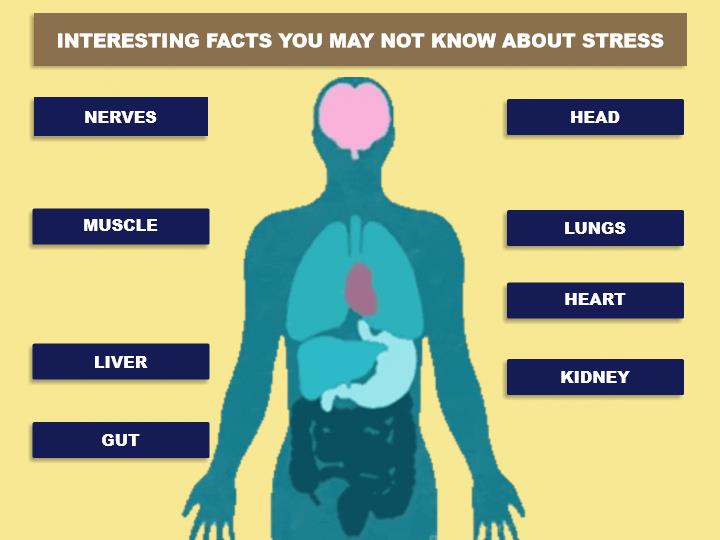 INTERESTING FACTS YOU MAY NOT KNOW ABOUT STRESS
NERVES
HEAD
MUSCLE
LUNGS
HEART
LIVER
KIDNEY
GUT